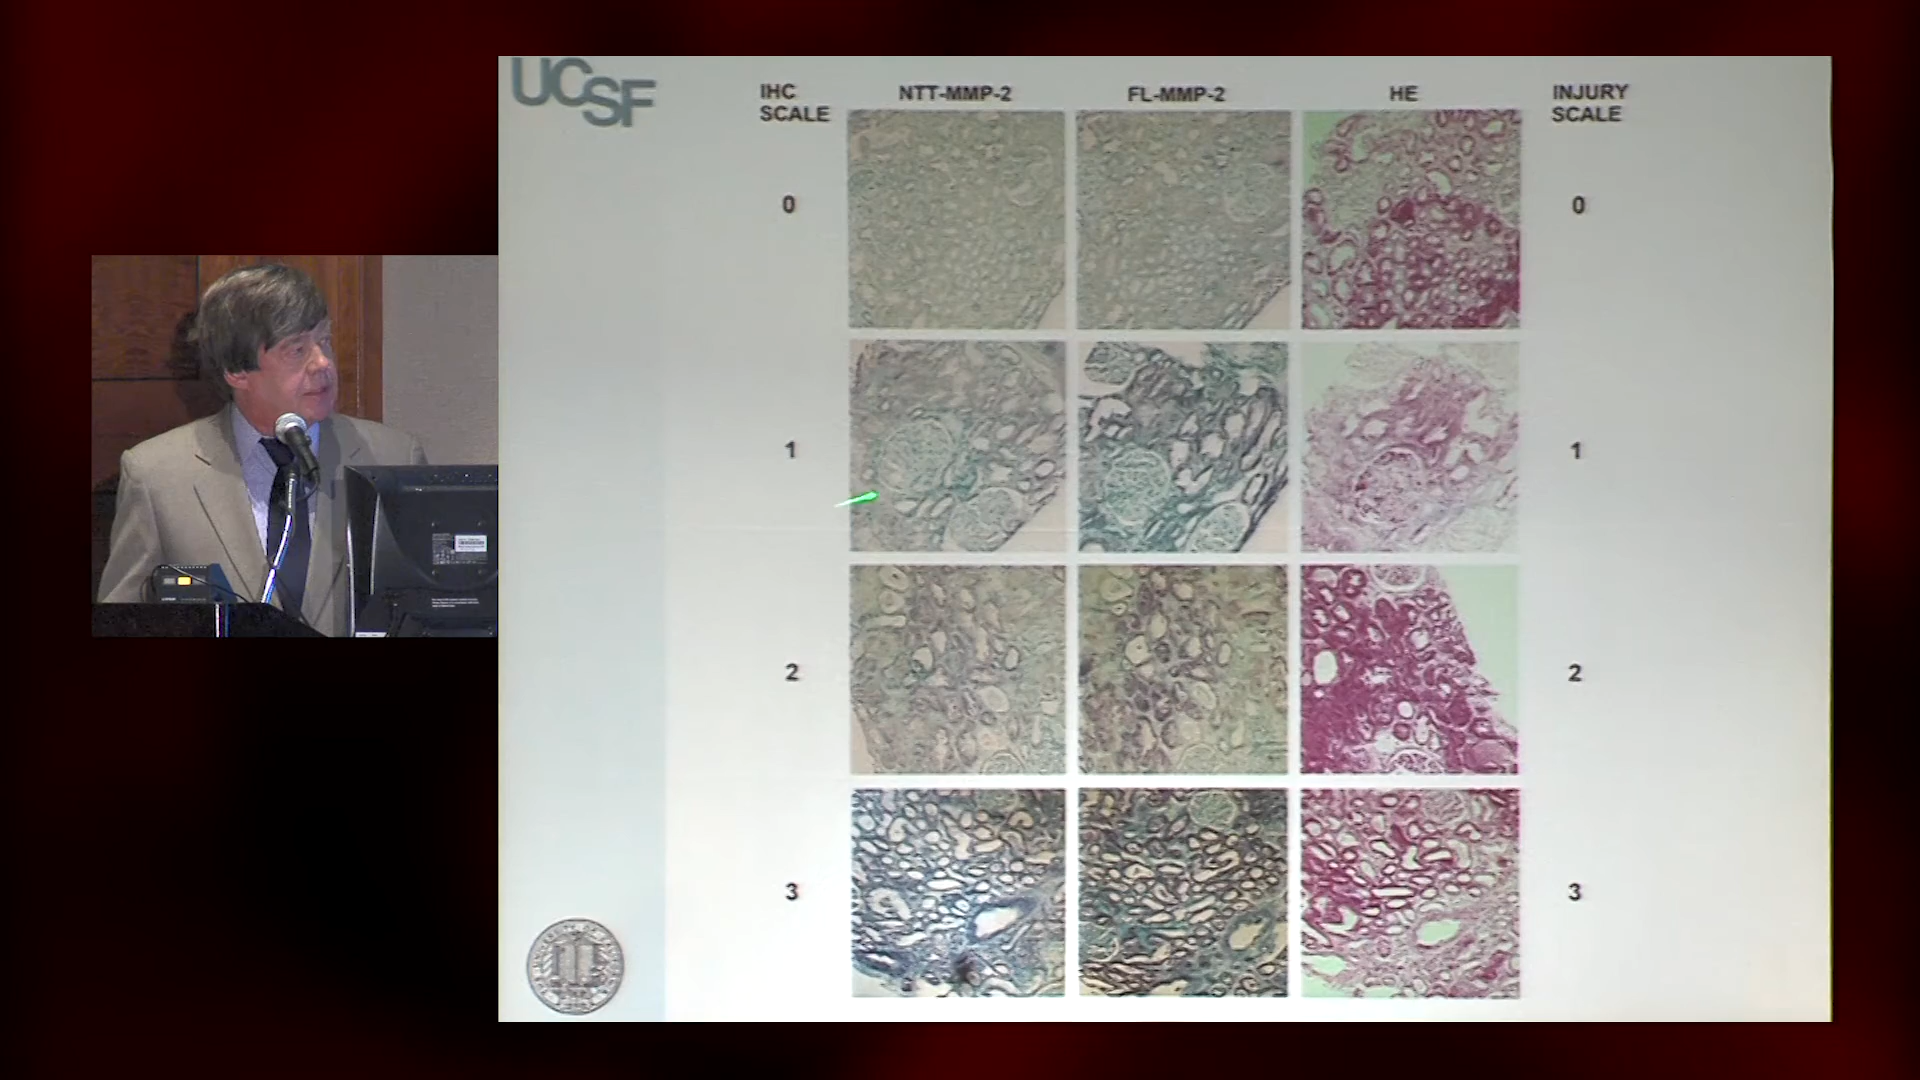 UCSF
IHC SCALE
NTT-MMP-2
FL-MMP-2
HE
INJURY SCALE
0
0
1
1
2
2
3
3